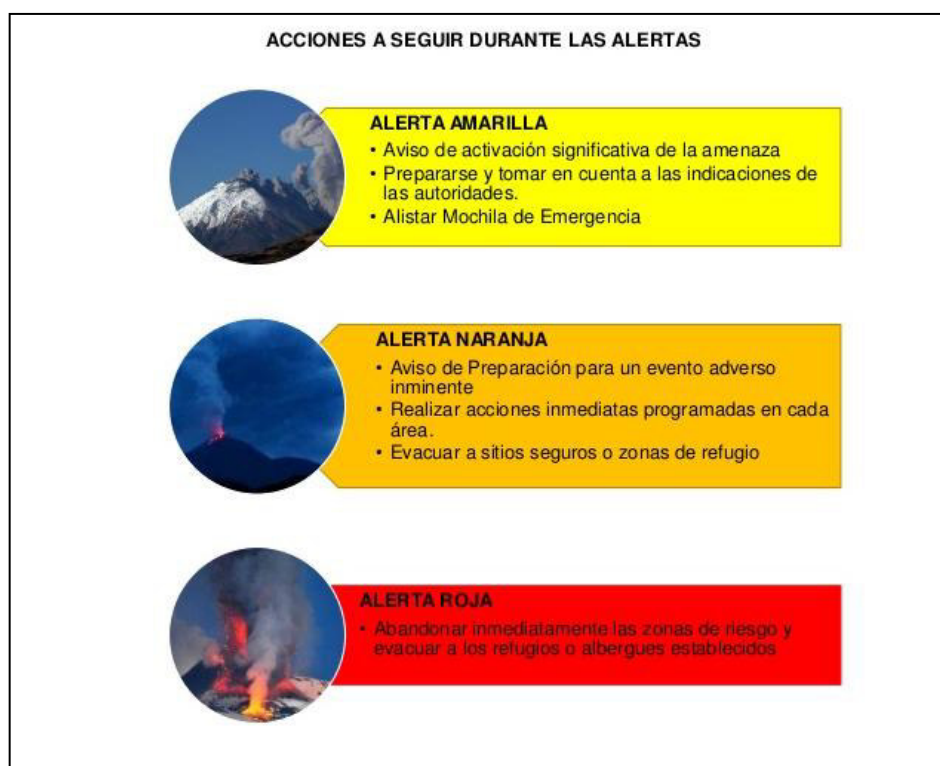 ACCIONES A SEGUIR DURANTE LAS ALERTAS
ALERTA AMARILLA
• Aviso de activación significativa de la amenaza
• Prepararse y tomar en cuenta a las indicaciones de
las autoridades.
• Alistar Mochila de Emergencia
ALERTA NARANJA
• Aviso de Preparación para un evento adverso
inminente
• Realizar acciones inmediatas programadas en cada
área.
• Evacuar a sitios seguros o zonas de refugio
ALERTA ROJA
• Abandonar inmediatamente las zonas de riesgo y
evacuar a los refugios o albergues establecidos